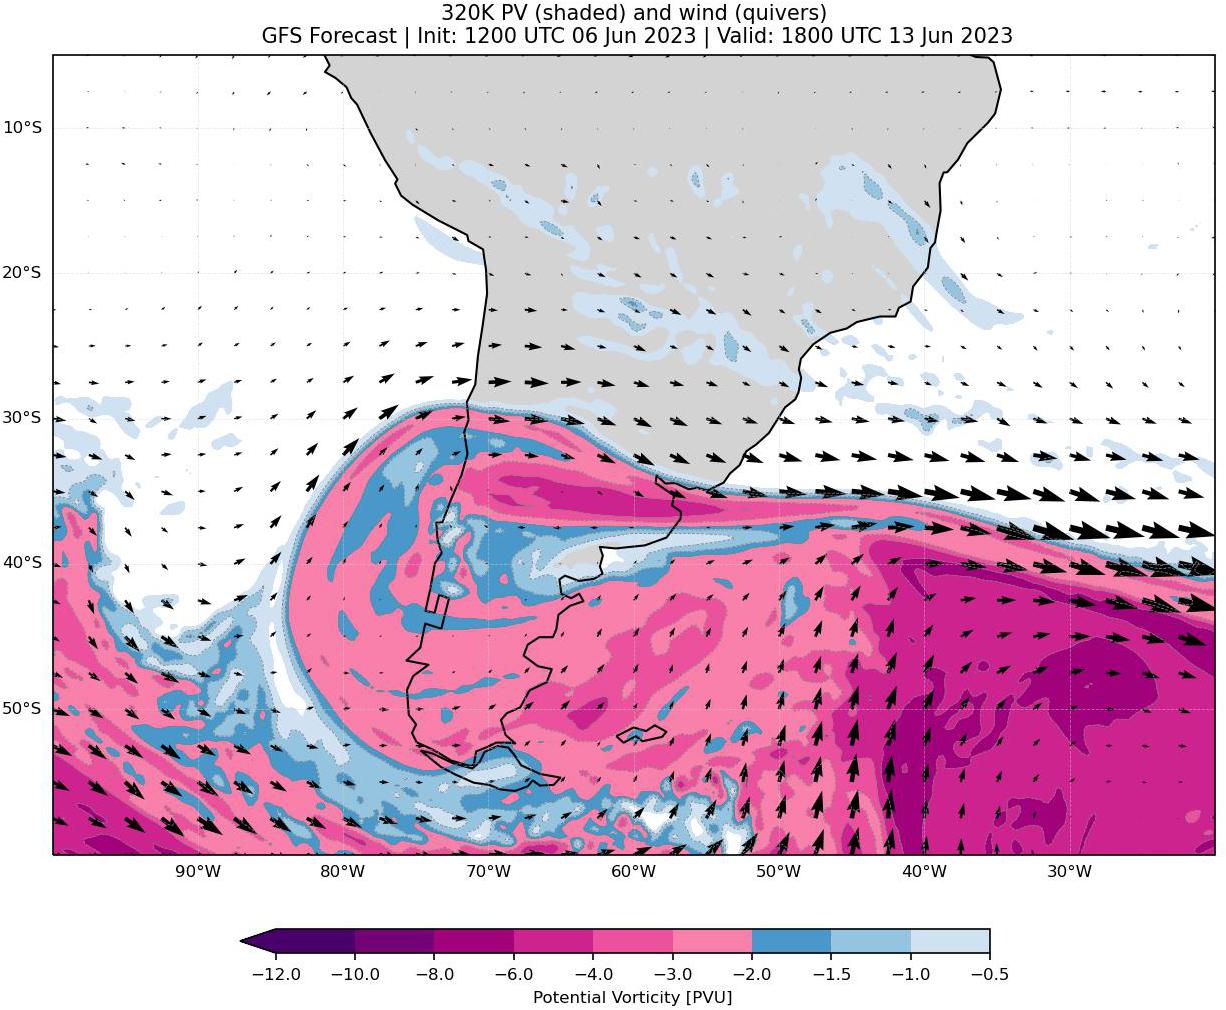 320K PV (shaded) and wind (quivers)
GFS Forecast | Init: 1200 UTC 06 Jun 2023 | Valid: 1800 UTC 13 Jun 2023
10°S
20°S
30°S
40°S
50°S
90°W 80°W 70°W 60°W 50°W 40°W 30°W
−12.0 −10.0 −8.0 −6.0 −4.0 −3.0 −2.0 −1.5 −1.0 −0.5
Potential Vorticity [PVU]